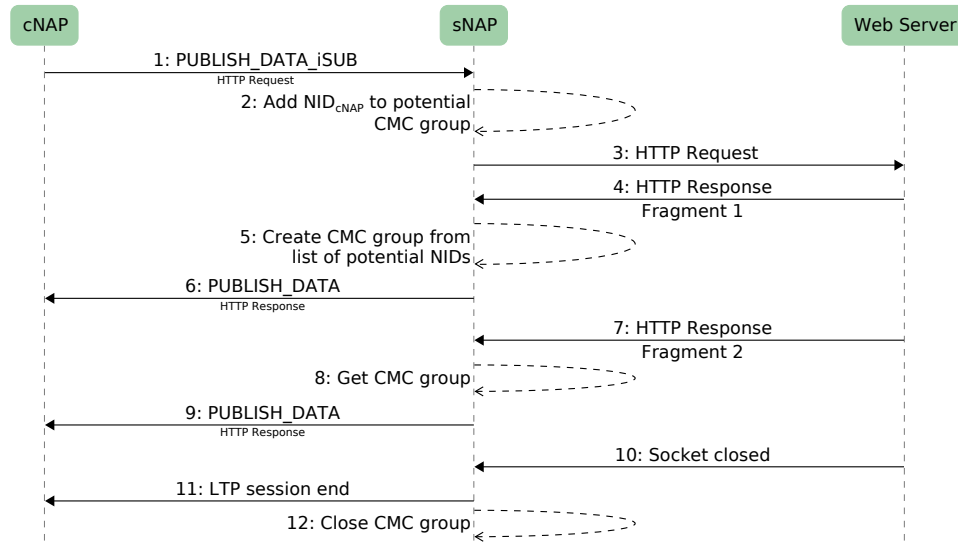 cNAP
sNAP
Web Server
1: PUBLISH_DATA_iSUB
HTTP Request
2: Add NIDcNAP to potential
CMC group
3: HTTP Request
4: HTTP Response
Fragment 1
5: Create CMC group from
list of potential NIDs
6: PUBLISH_DATA
HTTP Response
7: HTTP Response
Fragment 2
8: Get CMC group
9: PUBLISH_DATA
HTTP Response
10: Socket closed
11: LTP session end
12: Close CMC group